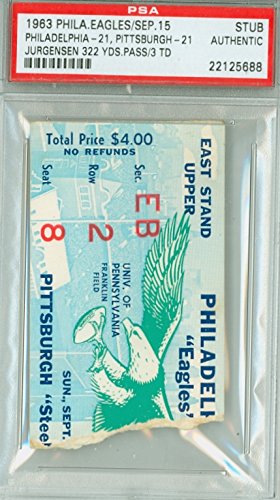 PSA
1963 PHILA.EAGLES/SEP.15 STUB
PHILADELPHIA-21, PITTSBURGH-21 AUTHENTIC
JURGENSEN 322 YDS.PASS/3 TD
22125688
Total Price $4.00
NO REFUNDS
Sec. EB
Row 2
Seat 8
EAST STAND
UPPER
UNIV. OF
PENNSYLVANIA
FRANKLIN
FIELD
PHILADELP
"Eagles"
PITTSBURGH "Steel
SUN., SEPT.